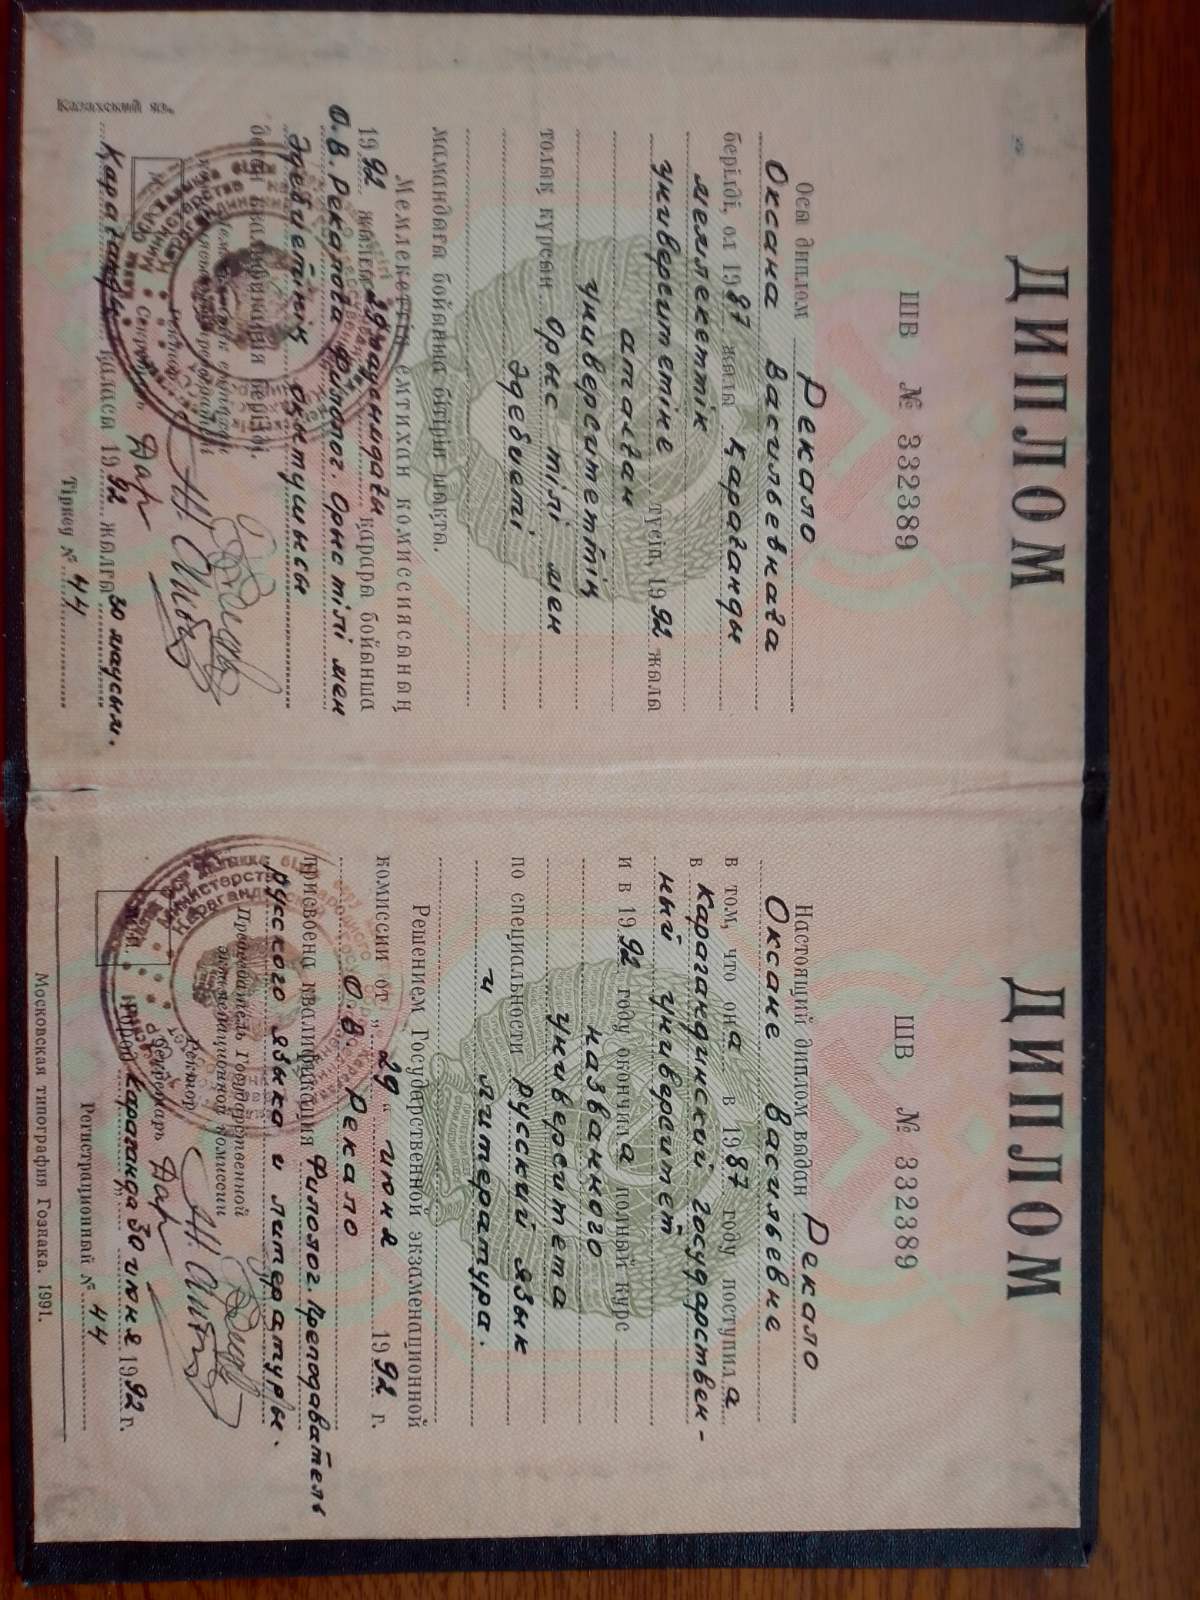 ДИПЛОМ
ШВ № 332389
Осы диплом Рекало
Оксана Васильевнаға
берілді, ол 1987 жылы Қарағанды
мемлекеттік
университетіне түсіп, 1992 жылы
аталған
университеттің
толық курсын Орыс тілі мен
әдебиеті
мамандығы бойынша бітіріп шықты.
Мемлекеттік емтихан комиссиясының
1992 жылғы 29 маусымдағы қарары бойынша
О.В. Рекалоға Филолог. Орыс тілі мен
әдебиетінің оқытушысы
деген квалификация берілді.
Қарағанды қаласы 1992 жылғы 30 маусым.
Тіркеу № 44
Казахский яз.
ДИПЛОМ
ШВ № 332389
Настоящий диплом выдан Рекало
Оксане Васильевне
в том, что она в 1987 году поступила
в Карагандинский государствен-
ный университет
и в 1992 году окончила полный курс
названного
университета
по специальности русский язык
и литература.
Решением Государственной экзаменационной
комиссии от „29“ июня 1992 г.
О.В. Рекало
присвоена квалификация Филолог. Преподаватель
русского языка и литературы.
Председатель Государственной
экзаменационной комиссии
Ректор
Секретарь
Город Караганда 30 июня 1992 г.
Регистрационный № 44
Московская типография Гознака. 1991.